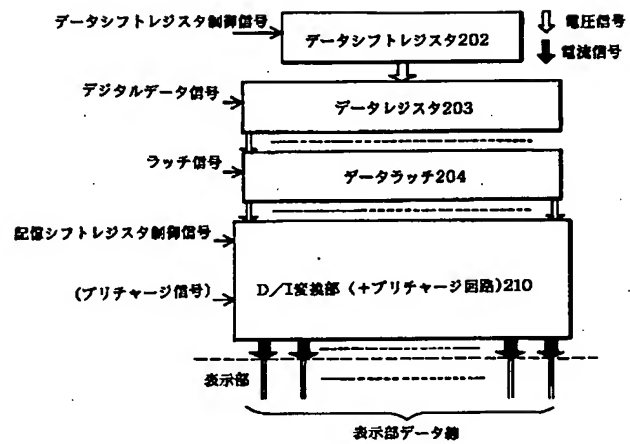 データシフトレジスタ制御信号
データシフトレジスタ202
電圧信号
電流信号
デジタルデータ信号
データレジスタ203
ラッチ信号
データラッチ204
記憶シフトレジスタ制御信号
(プリチャージ信号)
D/I変換部(+プリチャージ回路)210
表示部
表示部データ線